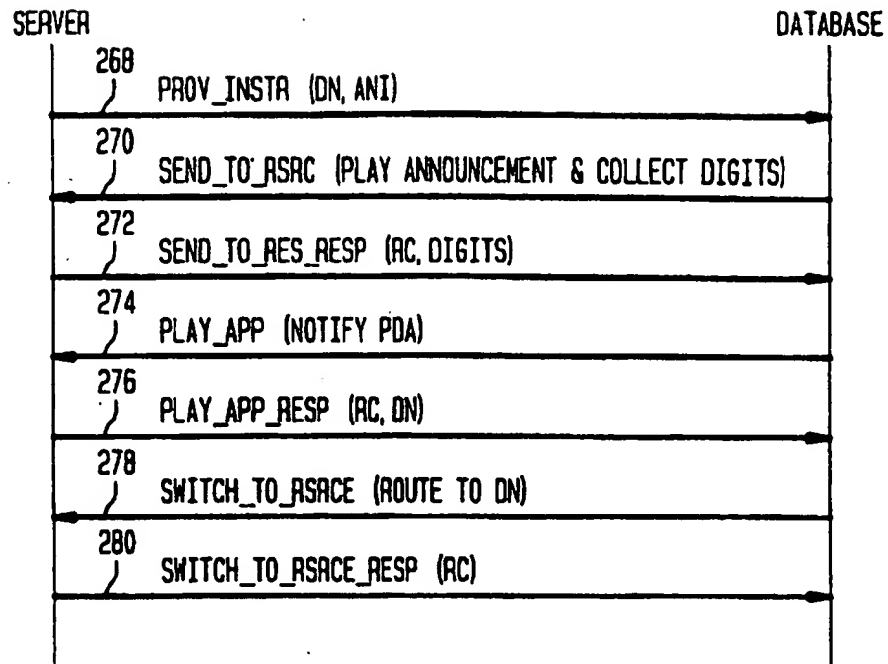 SERVER DATABASE
268
PROV_INSTR (DN, ANI)
270
SEND_TO_RSRC (PLAY ANNOUNCEMENT & COLLECT DIGITS)
272
SEND_TO_RES_RESP (RC, DIGITS)
274
PLAY_APP (NOTIFY PDA)
276
PLAY_APP_RESP (RC, DN)
278
SWITCH_TO_RSRCE (ROUTE TO DN)
280
SWITCH_TO_RSRCE_RESP (RC)